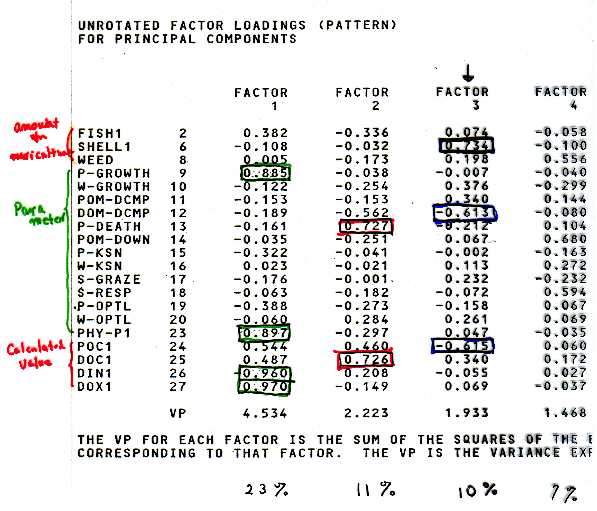 UNROTATED FACTOR LOADINGS (PATTERN)
FOR PRINCIPAL COMPONENTS
FACTOR FACTOR FACTOR FACTOR
1 2 3 4
amount
of
mariculture
FISH1 2 0.382 -0.336 0.074 -0.058
SHELL1 6 -0.108 -0.032 0.734 -0.100
WEED 8 0.005 -0.173 0.198 0.556
P-GROWTH 9 0.885 -0.038 -0.007 -0.040
W-GROWTH 10 -0.122 -0.254 0.376 -0.299
POM-DCMP 11 -0.153 -0.153 0.340 0.144
Para
meter
DOM-DCMP 12 -0.189 -0.562 -0.613 -0.080
P-DEATH 13 -0.161 0.727 -0.212 0.104
POM-DOWN 14 -0.035 -0.251 0.067 0.680
P-KSN 15 -0.322 -0.041 -0.002 -0.163
W-KSN 16 0.023 -0.021 0.113 0.272
S-GRAZE 17 -0.176 -0.001 0.232 -0.232
S-RESP 18 -0.063 -0.182 -0.072 0.594
P-OPTL 19 -0.388 -0.273 -0.158 0.067
W-OPTL 20 -0.060 0.284 0.261 0.069
PHY-P1 23 0.897 -0.297 0.047 -0.035
Calculated
value
POC1 24 0.544 0.460 -0.615 0.060
DOC1 25 0.487 0.726 0.340 0.172
DIN1 26 -0.960 0.208 -0.055 0.027
DOX1 27 0.970 -0.149 0.069 -0.037
VP 4.534 2.223 1.933 1.468
THE VP FOR EACH FACTOR IS THE SUM OF THE SQUARES OF THE
CORRESPONDING TO THAT FACTOR. THE VP IS THE VARIANCE
23% 11% 10% 7%